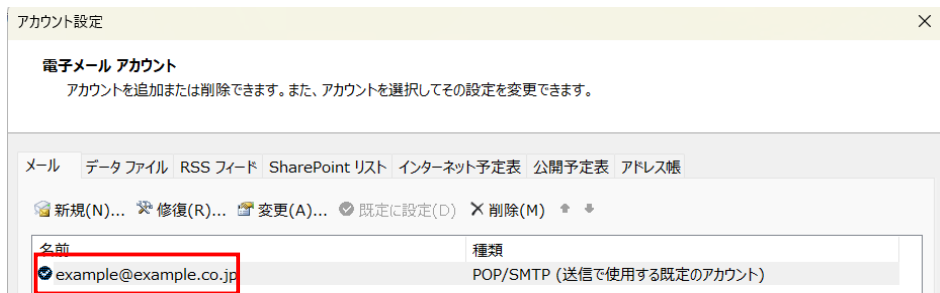 アカウント設定
電子メール アカウント
アカウントを追加または削除できます。また、アカウントを選択してその設定を変更できます。
メール データ ファイル RSS フィード SharePoint リスト インターネット予定表 公開予定表 アドレス帳
新規(N)... 修復(R)... 変更(A)... 既定に設定(D) 削除(M)
名前 種類
example@example.co.jp POP/SMTP (送信で使用する既定のアカウント)